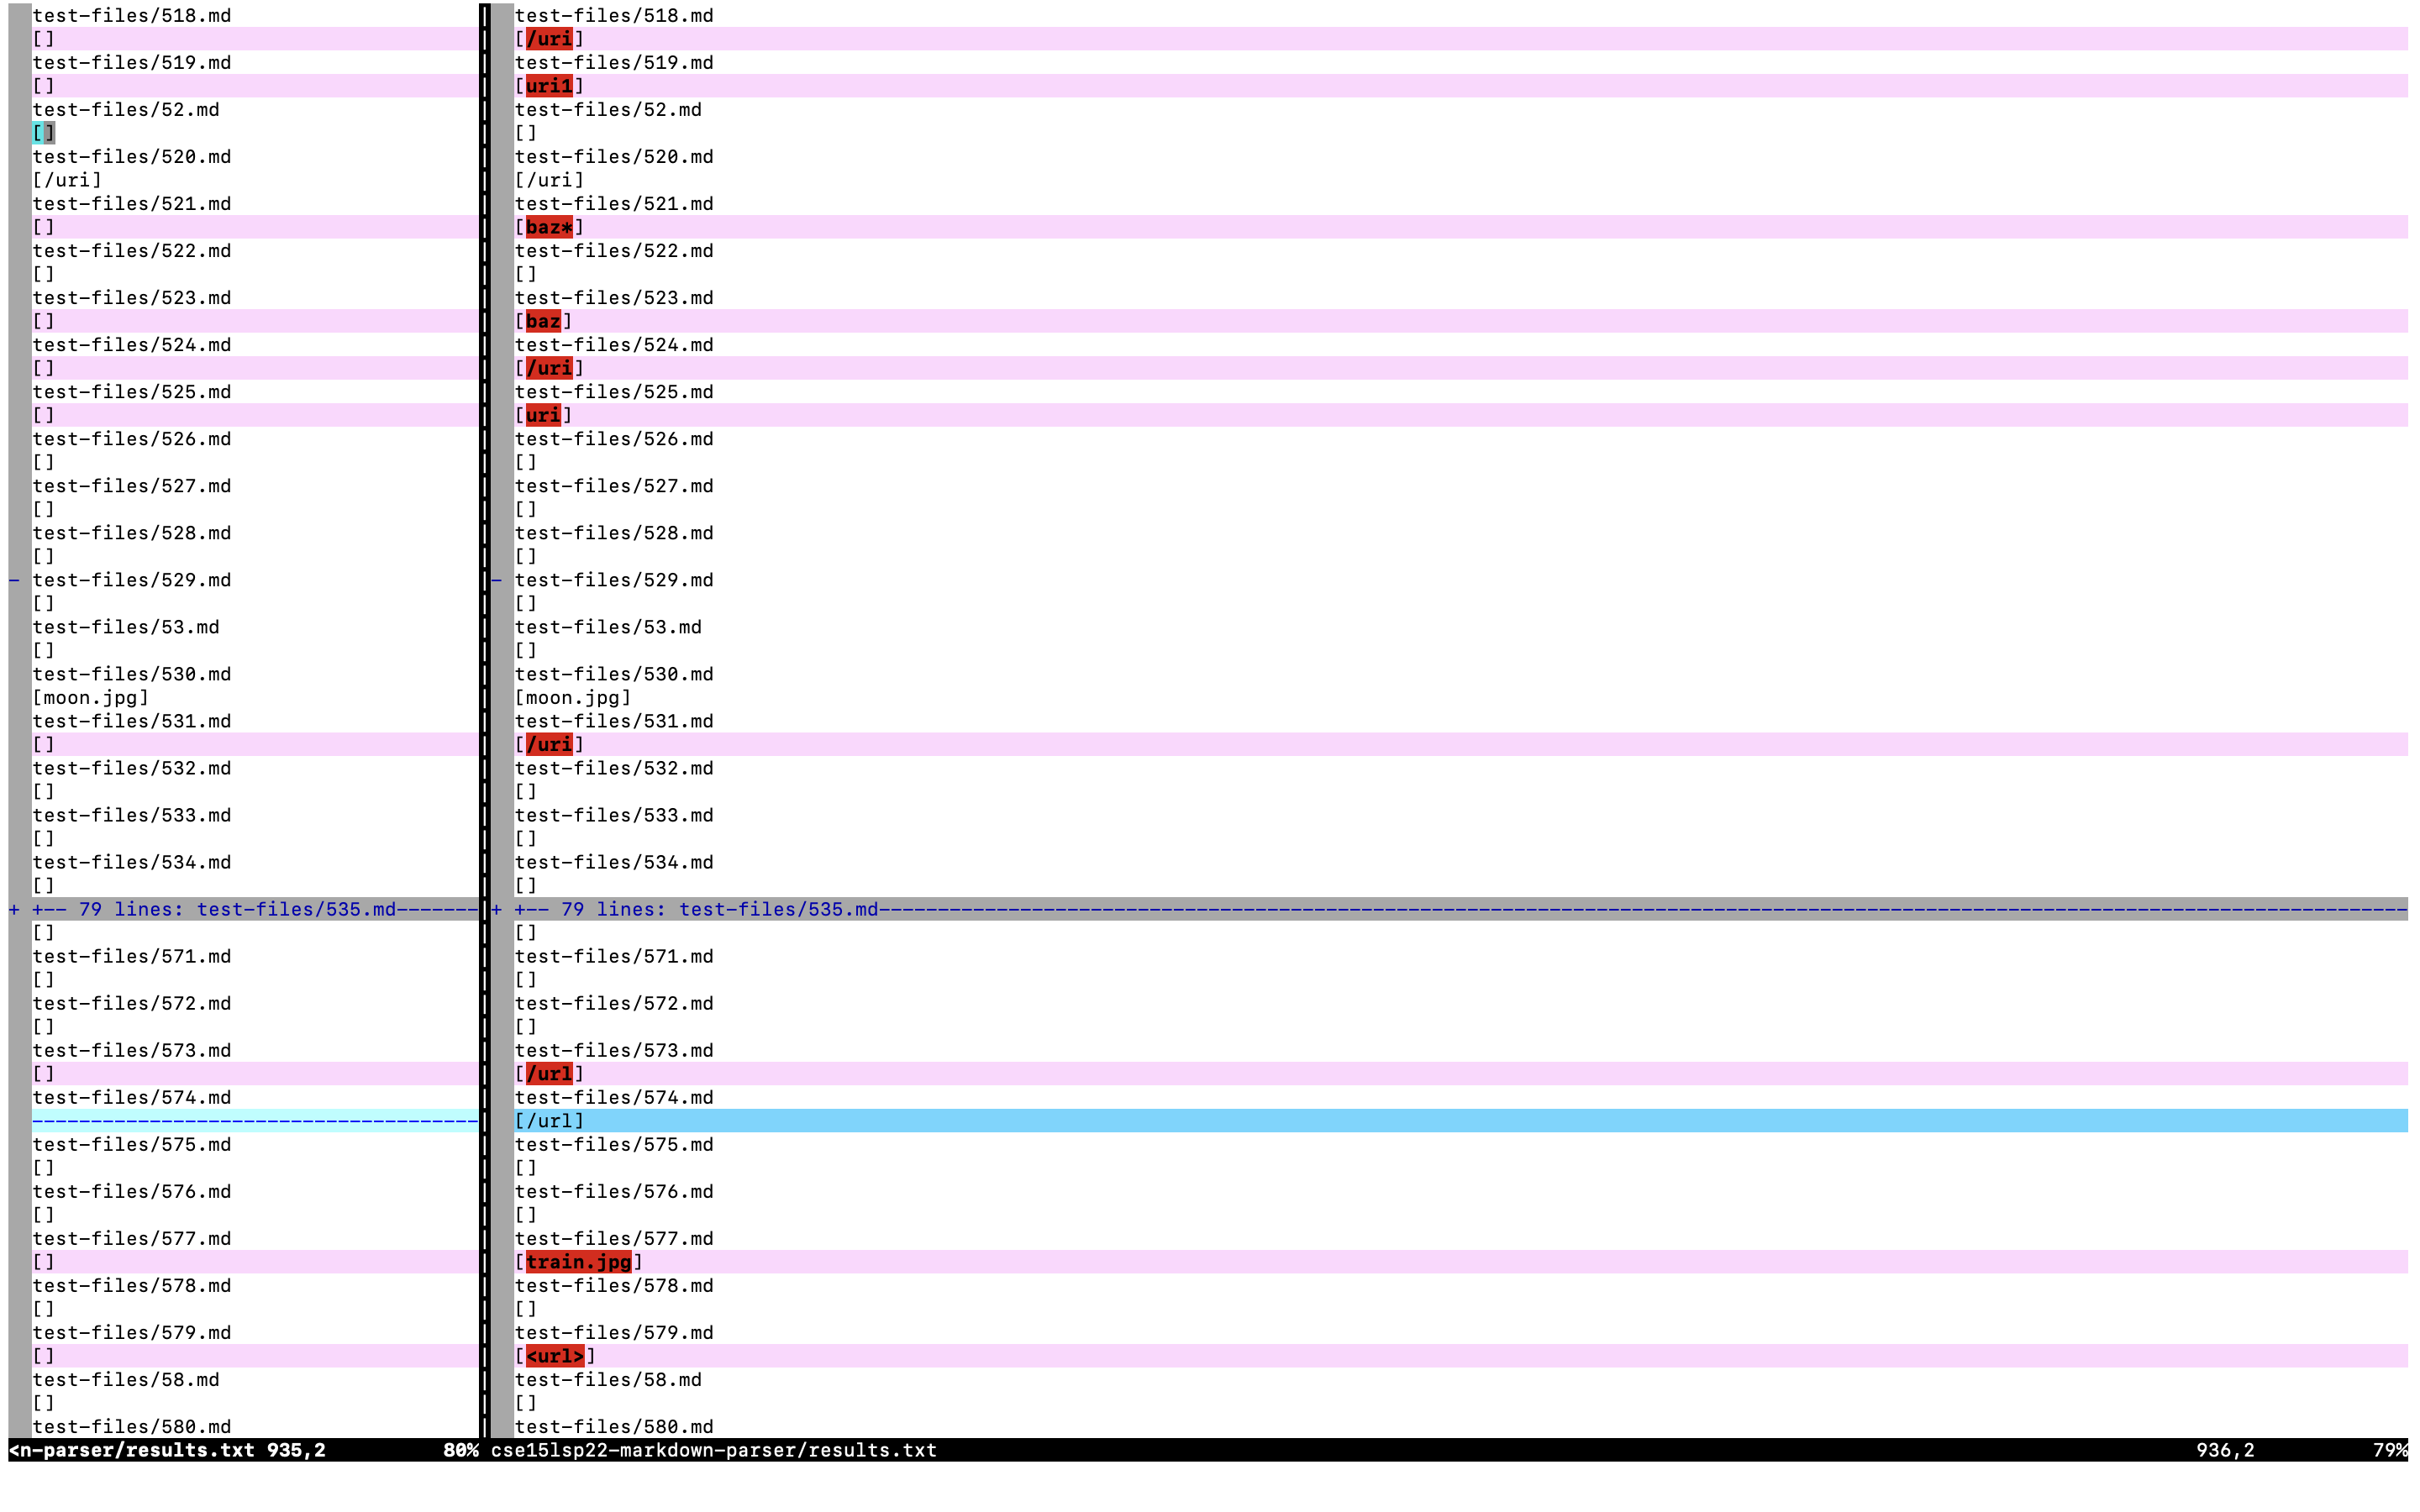 test-files/518.md
[]
test-files/519.md
[]
test-files/52.md
[]
test-files/520.md
[/uri]
test-files/521.md
[]
test-files/522.md
[]
test-files/523.md
[]
test-files/524.md
[]
test-files/525.md
[]
test-files/526.md
[]
test-files/527.md
[]
test-files/528.md
[]
- test-files/529.md
[]
test-files/53.md
[]
test-files/530.md
[moon.jpg]
test-files/531.md
[]
test-files/532.md
[]
test-files/533.md
[]
test-files/534.md
[]
+ +-- 79 lines: test-files/535.md-------
[]
test-files/571.md
[]
test-files/572.md
[]
test-files/573.md
[]
test-files/574.md
--------------------------------------
test-files/575.md
[]
test-files/576.md
[]
test-files/577.md
[]
test-files/578.md
[]
test-files/579.md
[]
test-files/58.md
[]
test-files/580.md
<n-parser/results.txt 935,2 80%
test-files/518.md
[/uri]
test-files/519.md
[uri1]
test-files/52.md
[]
test-files/520.md
[/uri]
test-files/521.md
[baz*]
test-files/522.md
[]
test-files/523.md
[baz]
test-files/524.md
[/uri]
test-files/525.md
[uri]
test-files/526.md
[]
test-files/527.md
[]
test-files/528.md
[]
- test-files/529.md
[]
test-files/53.md
[]
test-files/530.md
[moon.jpg]
test-files/531.md
[/uri]
test-files/532.md
[]
test-files/533.md
[]
test-files/534.md
[]
+ +-- 79 lines: test-files/535.md----------------------------------------------------------------------------------------------------------------------------------
[]
test-files/571.md
[]
test-files/572.md
[]
test-files/573.md
[/url]
test-files/574.md
[/url]
test-files/575.md
[]
test-files/576.md
[]
test-files/577.md
[train.jpg]
test-files/578.md
[]
test-files/579.md
[<url>]
test-files/58.md
[]
test-files/580.md
cse15lsp22-markdown-parser/results.txt 936,2 79%